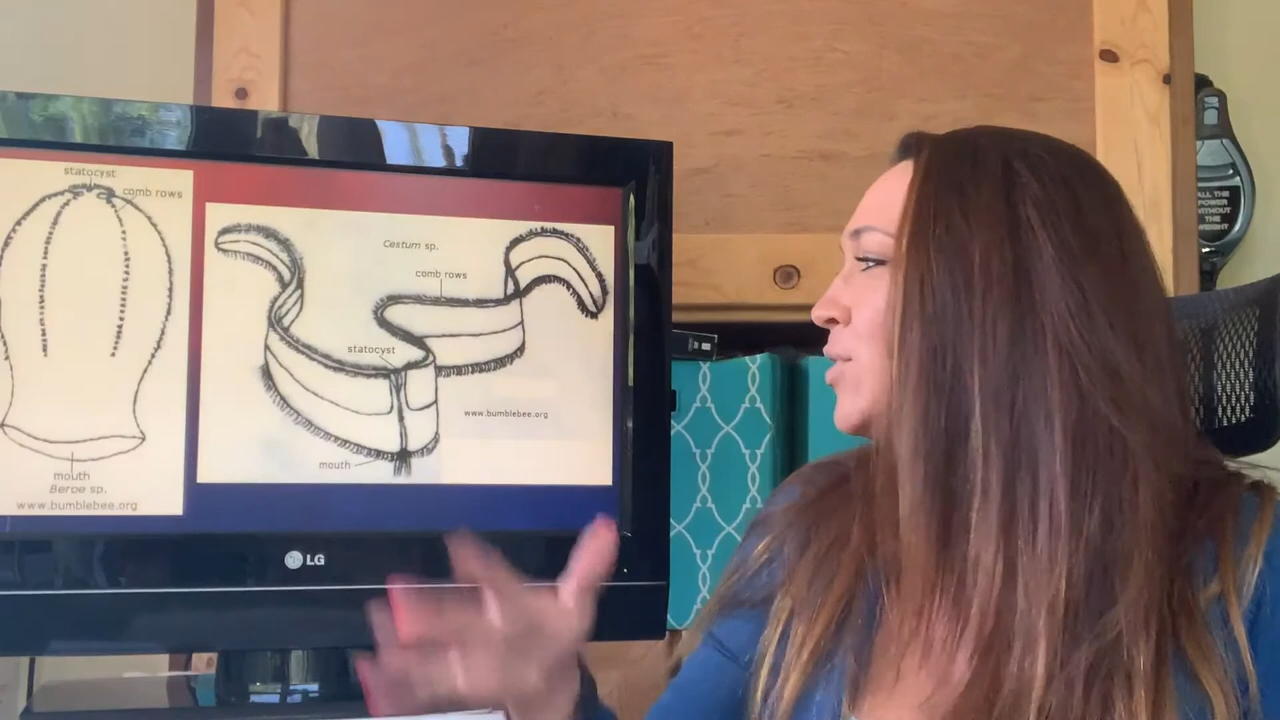 statocyst
comb rows
mouth
Beroe sp.
www.bumblebee.org
Cestum sp.
comb rows
statocyst
www.bumblebee.org
mouth
LG
ALL THE
POWER
WITHOUT
THE
WEIGHT